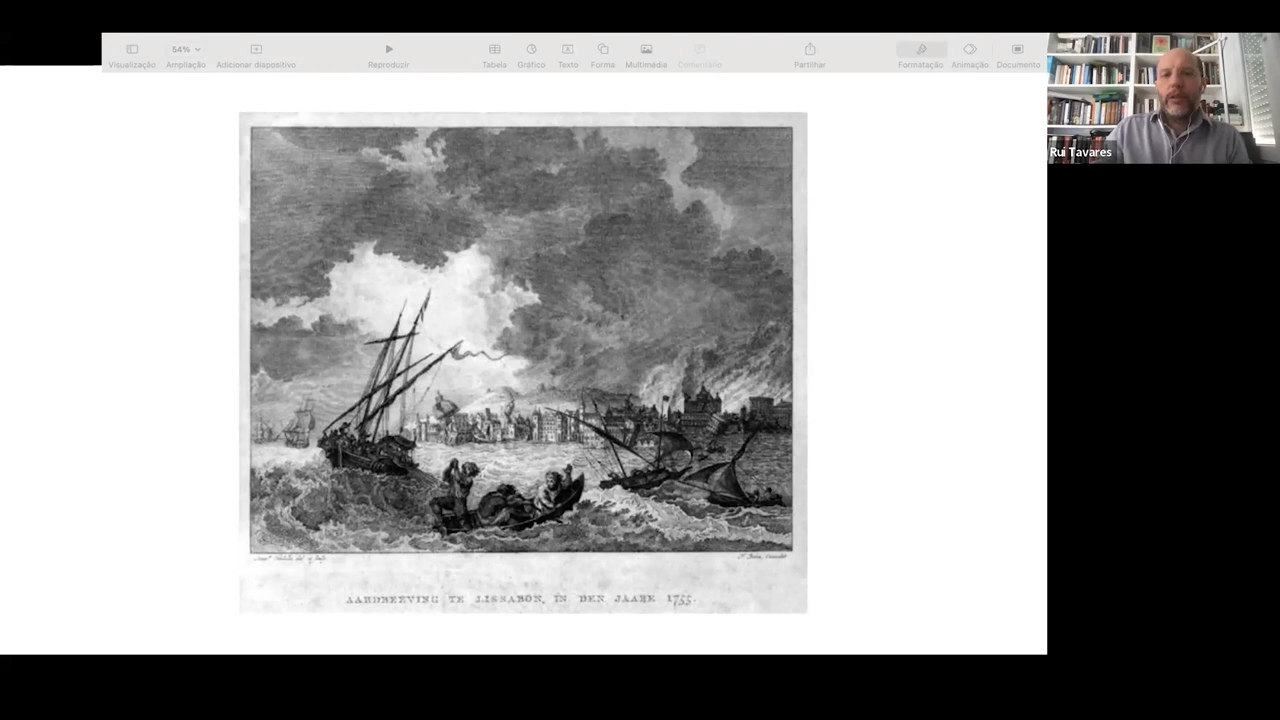 Visualização
54%
Ampliação
Adicionar diapositivo
Reproduzir
Tabela
Gráfico
Texto
Forma
Multimédia
Comentário
Partilhar
Formatação
Animação
Documento
Rui Tavares
AARDBEEVING TE LISSABON, IN DEN JAARE 1755.